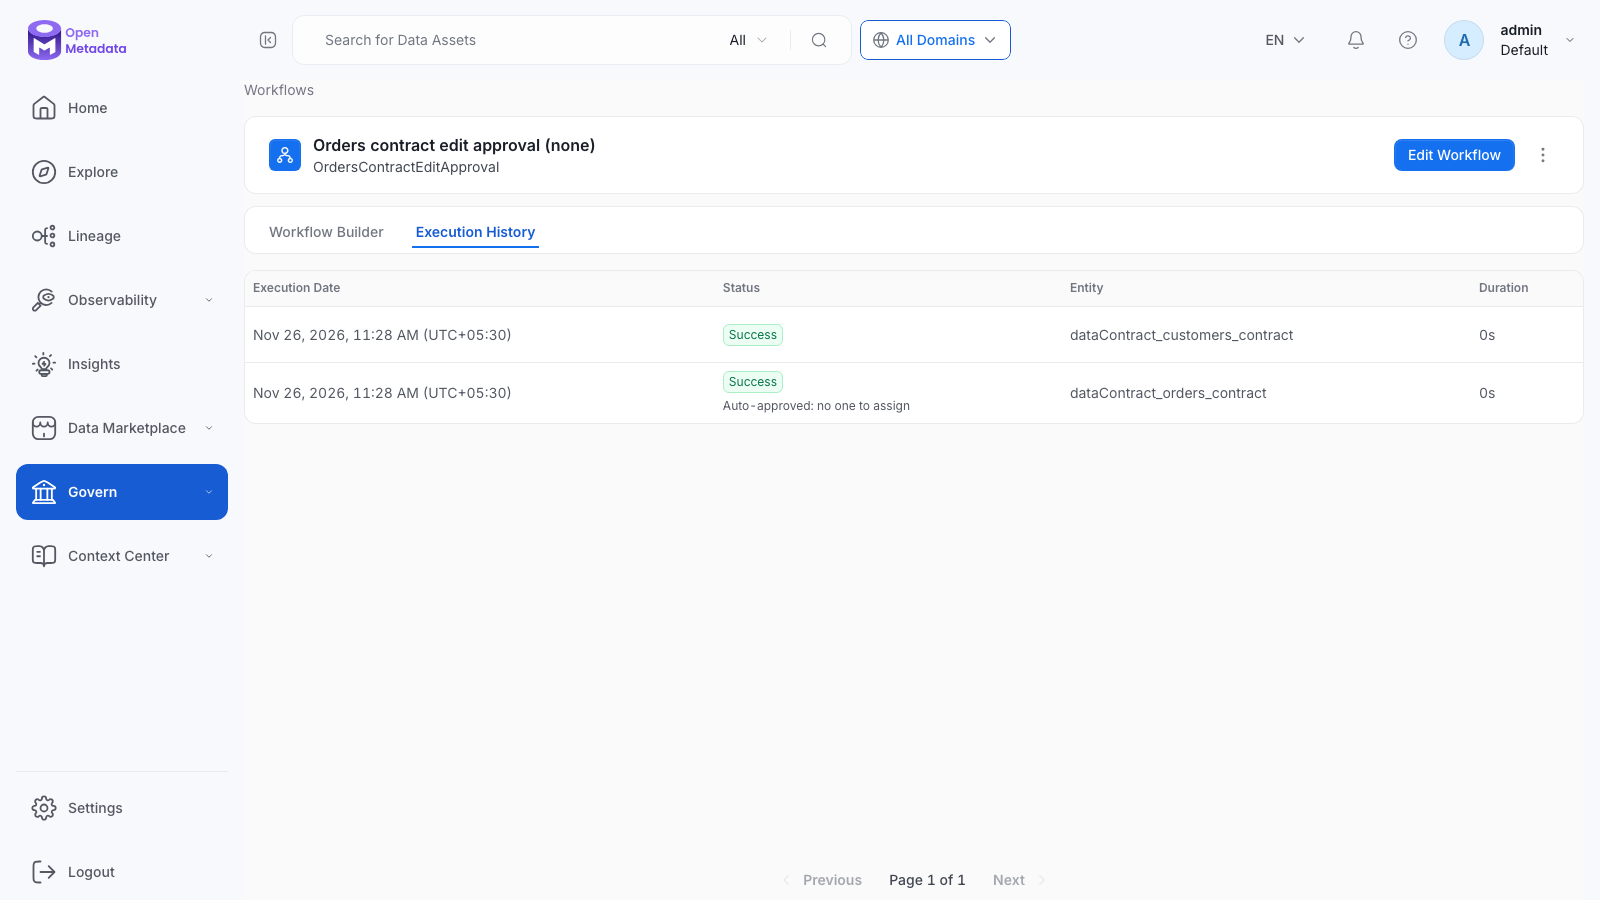 Open
Metadata
Search for Data Assets
All
All Domains
EN
A
admin
Default
Home
Explore
Lineage
Observability
Insights
Data Marketplace
Govern
Context Center
Settings
Logout
Workflows
Orders contract edit approval (none)
OrdersContractEditApproval
Edit Workflow
Workflow Builder
Execution History
Execution Date Status Entity Duration
Nov 26, 2026, 11:28 AM (UTC+05:30) Success dataContract_customers_contract 0s
Nov 26, 2026, 11:28 AM (UTC+05:30) Success dataContract_orders_contract 0s
Auto-approved: no one to assign
Previous Page 1 of 1 Next